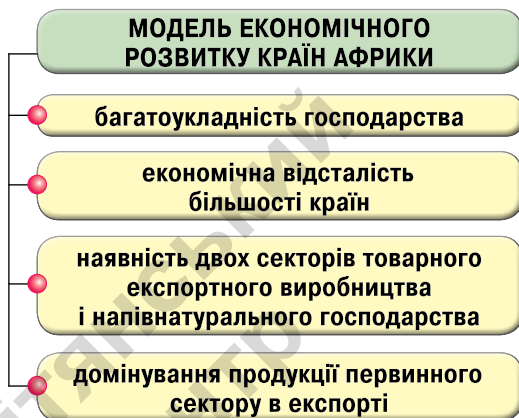 МОДЕЛЬ ЕКОНОМІЧНОГО
РОЗВИТКУ КРАЇН АФРИКИ
багатоукладність господарства
економічна відсталість
більшості країн
наявність двох секторів товарного
експортного виробництва
і напівнатурального господарства
домінування продукції первинного
сектору в експорті